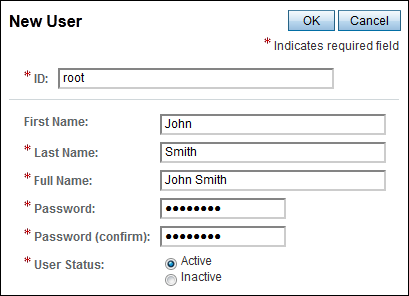 New User OK Cancel
* Indicates required field
* ID: root
First Name: John
* Last Name: Smith
* Full Name: John Smith
* Password: ●●●●●●●●
* Password (confirm): ●●●●●●●●
* User Status: Active
Inactive